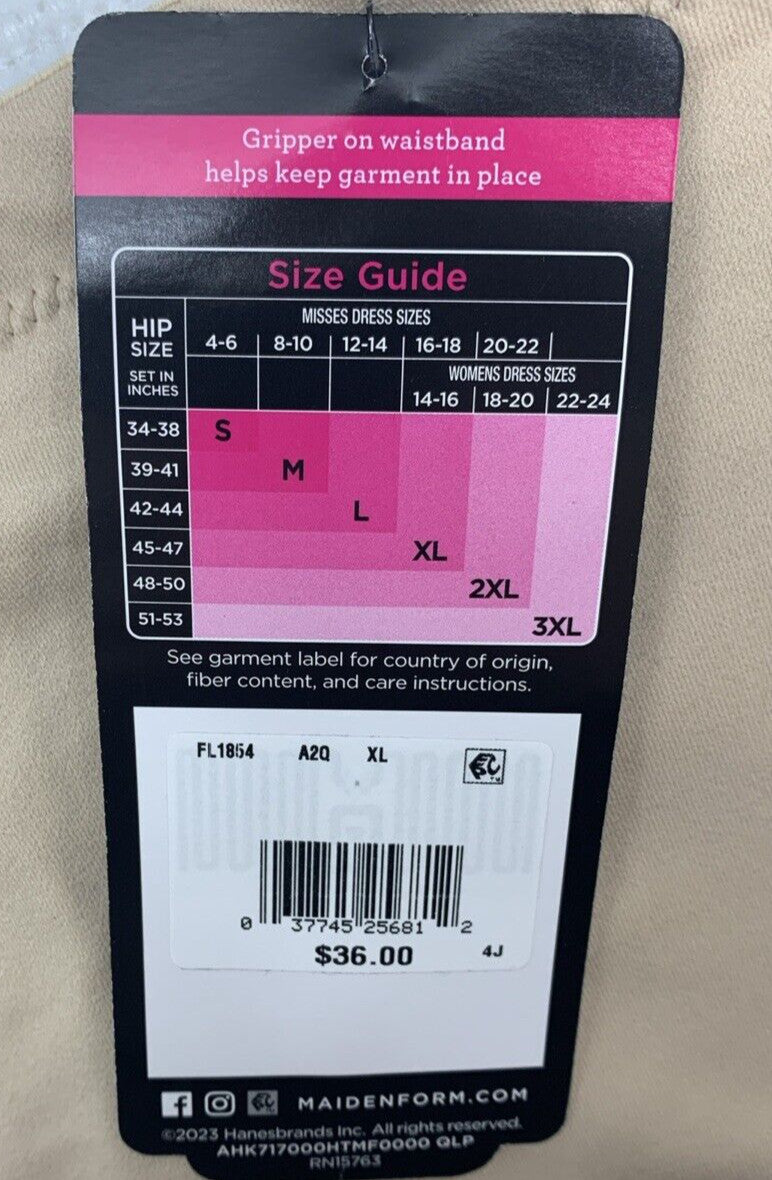 Gripper on waistband
helps keep garment in place
Size Guide
HIP
SIZE
SET IN
INCHES
MISSES DRESS SIZES
4-6 8-10 12-14 16-18 20-22
WOMENS DRESS SIZES
14-16 18-20 22-24
34-38 S
39-41 M
42-44 L
45-47 XL
48-50 2XL
51-53 3XL
See garment label for country of origin,
fiber content, and care instructions.
FL1854 A2Q XL
0 37745 25681 2
$36.00 4J
MAIDENFORM.COM
©2023 Hanesbrands Inc. All rights reserved.
AHK717000HTMF0000 QLP
RN15763